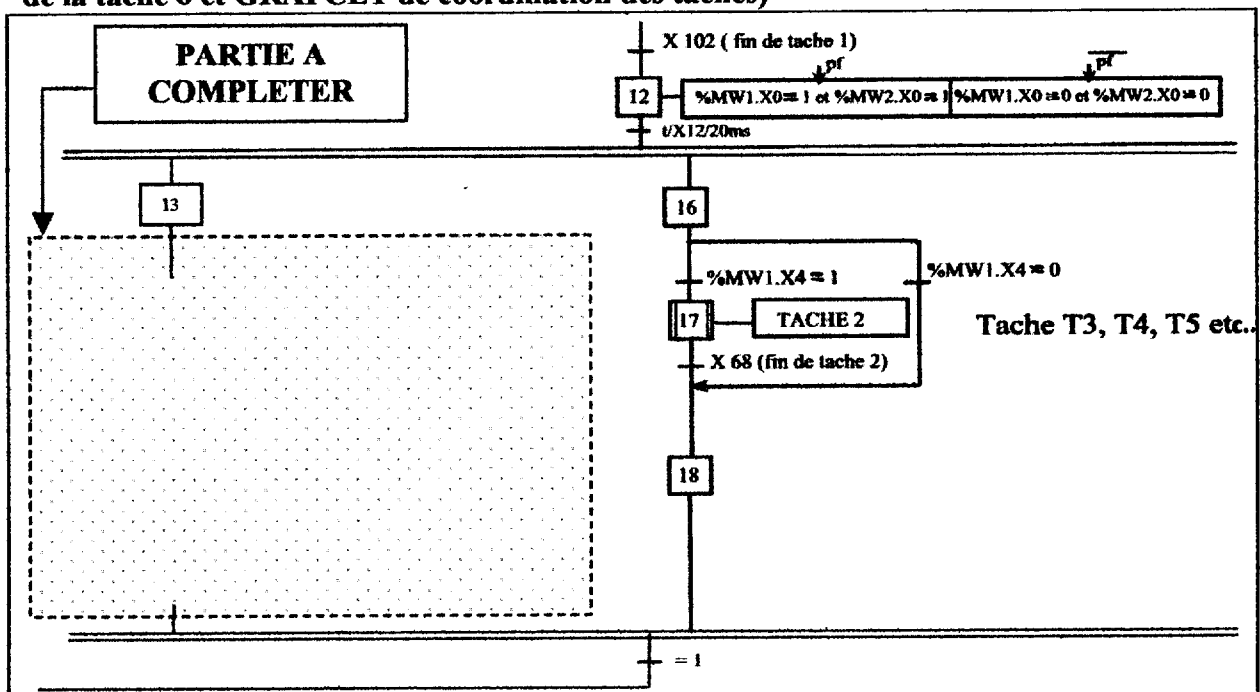 de la tache 6 et GRAFCET de coordination des taches)
PARTIE A
COMPLETER
X 102 ( fin de tache 1)
pf
pf
12
%MW1.X0= 1 et %MW2.X0 = 1
%MW1.X0 =0 et %MW2.X0 = 0
t/X12/20ms
13
16
%MW1.X4 = 1
%MW1.X4 = 0
17
TACHE 2
Tache T3, T4, T5 etc..
X 68 (fin de tache 2)
18
= 1